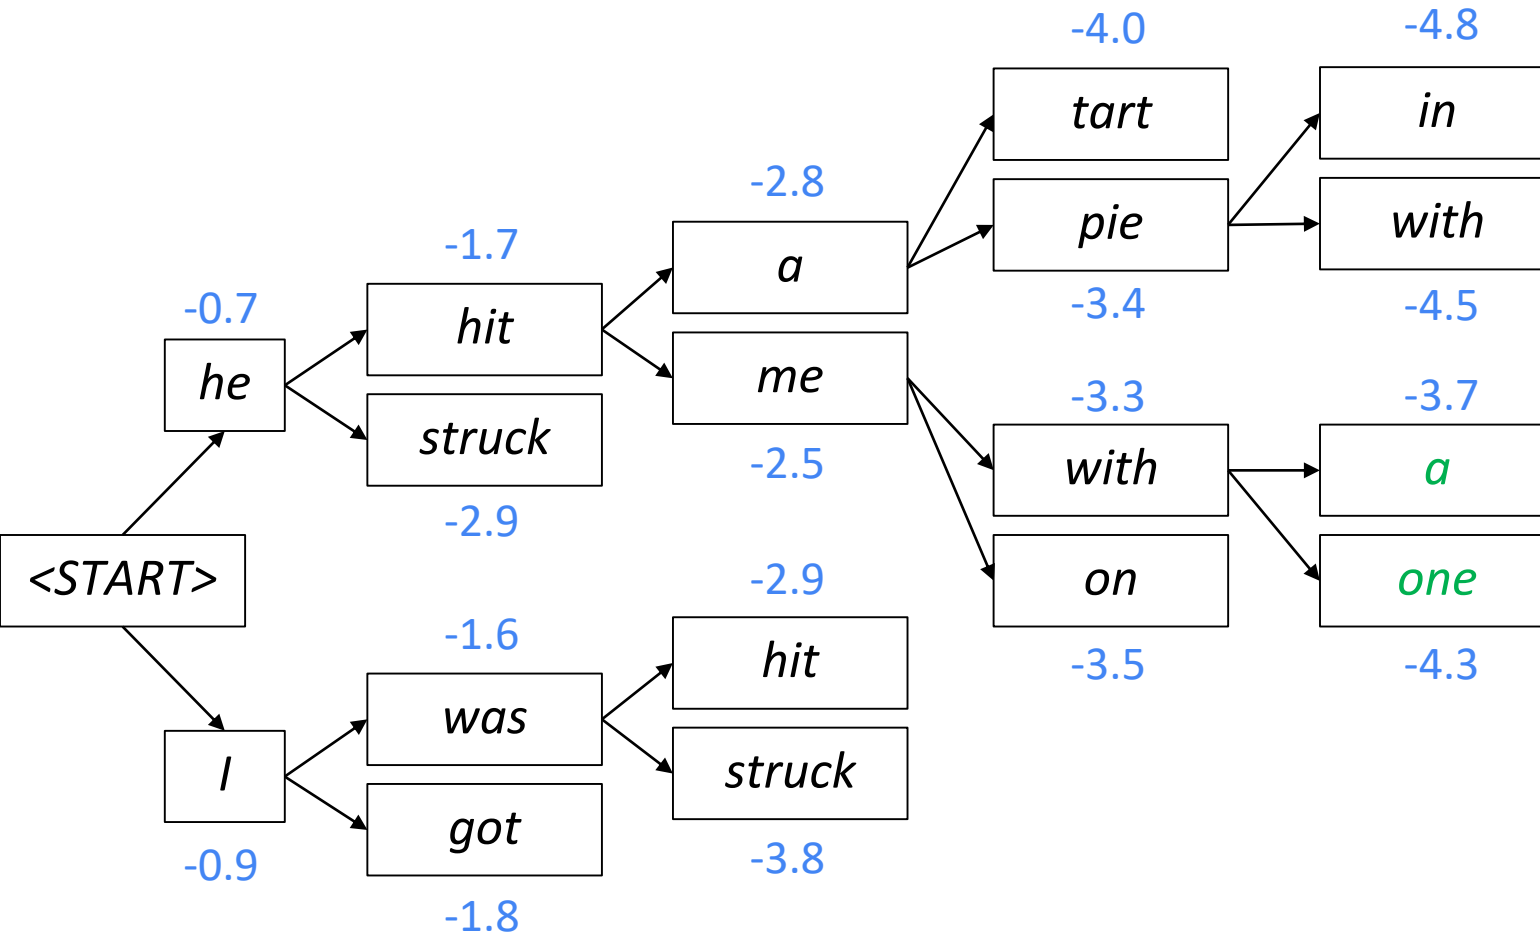 -4.0
-4.8
tart
in
-2.8
pie
with
-1.7
a
-3.4
-4.5
-0.7
hit
me
-3.3
-3.7
he
struck
-2.5
with
a
-2.9
<START>
-2.9
on
one
-1.6
hit
-3.5
-4.3
I
was
struck
-0.9
got
-3.8
-1.8